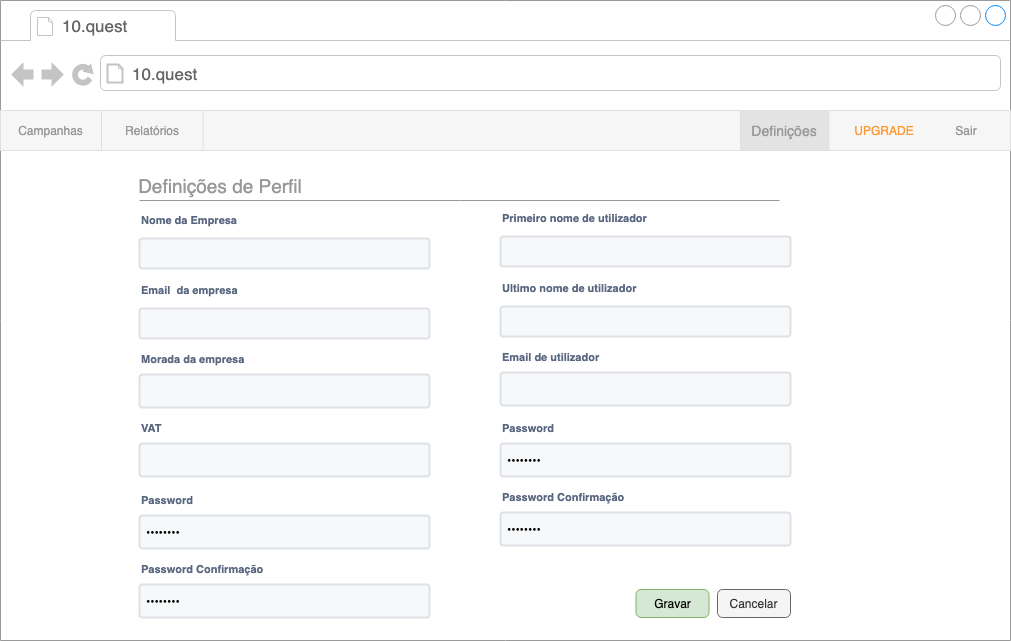 10.quest
10.quest
Campanhas Relatórios Definições UPGRADE Sair
Definições de Perfil
Nome da Empresa
Email da empresa
Morada da empresa
VAT
Password
••••••••
Password Confirmação
••••••••
Primeiro nome de utilizador
Ultimo nome de utilizador
Email de utilizador
Password
••••••••
Password Confirmação
••••••••
Gravar Cancelar